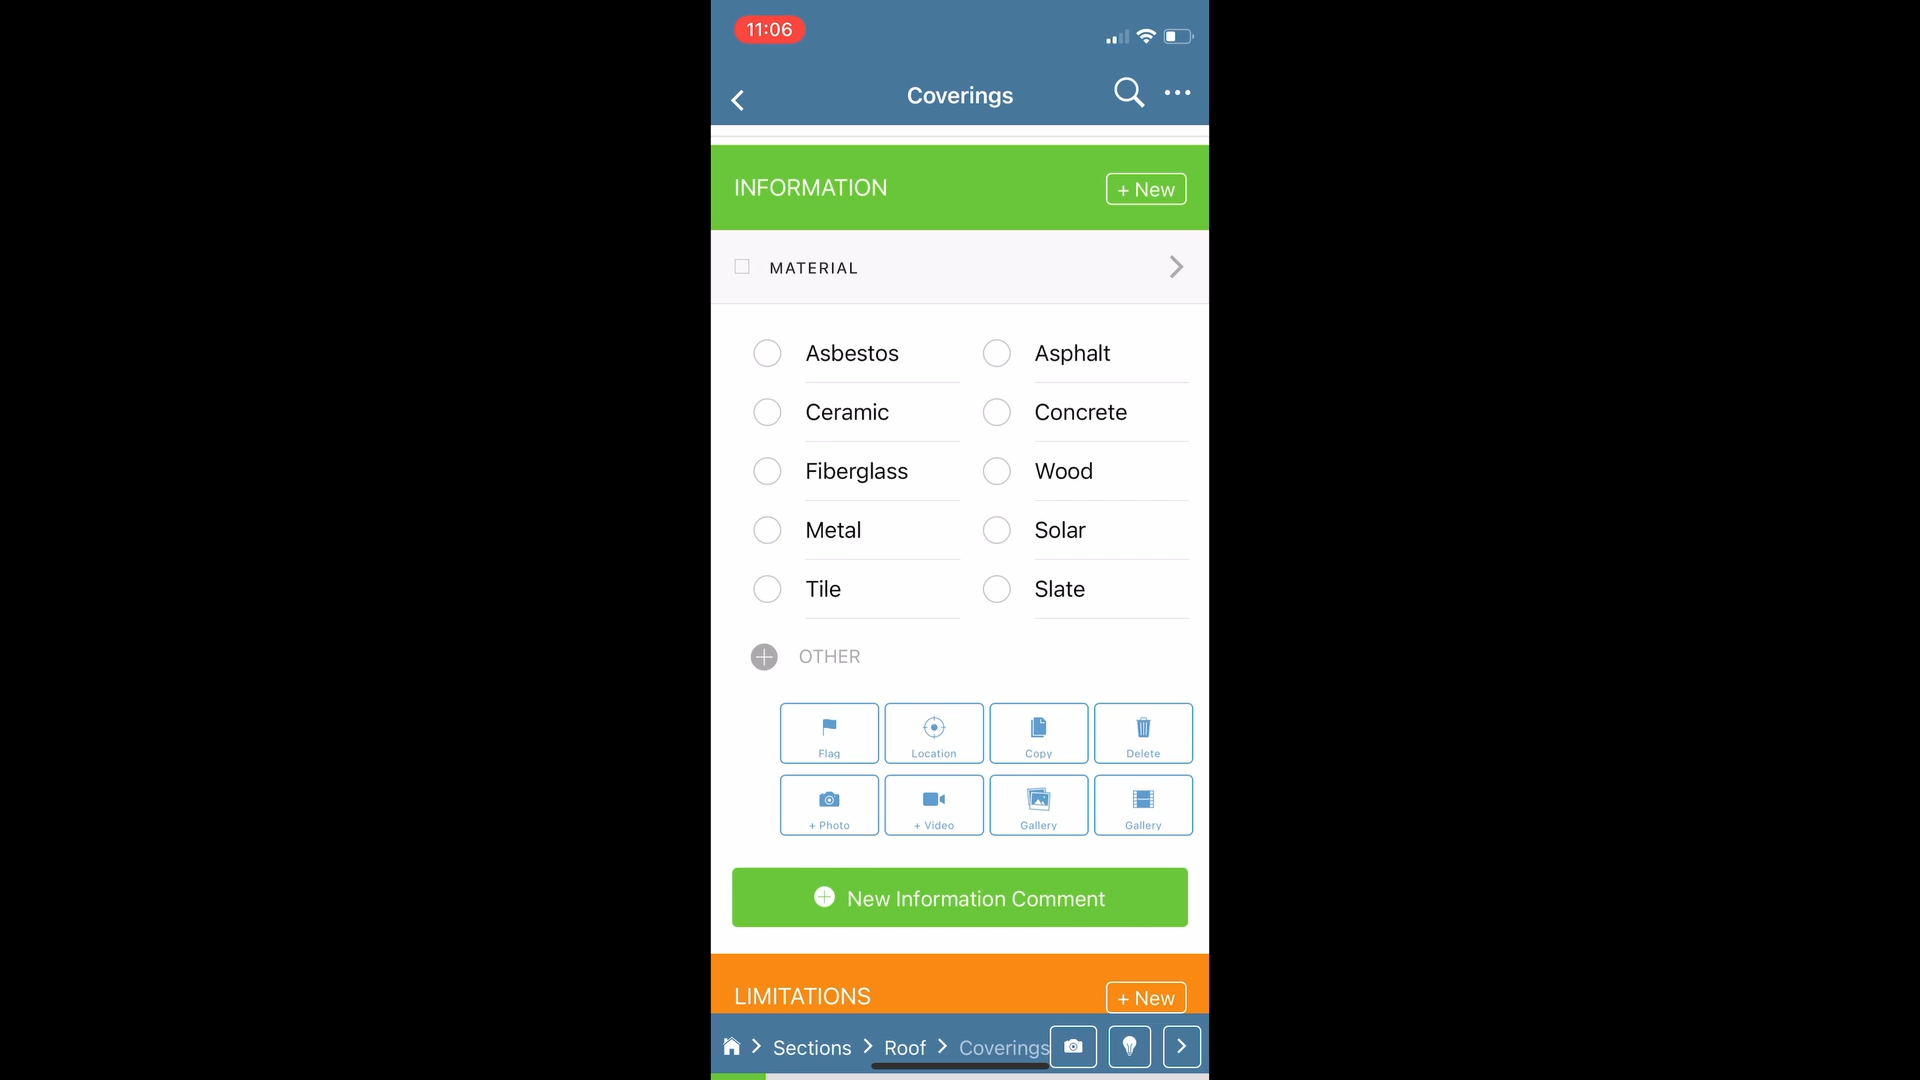 11:06
Coverings
INFORMATION
+ New
MATERIAL
Asbestos
Asphalt
Ceramic
Concrete
Fiberglass
Wood
Metal
Solar
Tile
Slate
OTHER
Flag
Location
Copy
Delete
+ Photo
+ Video
Gallery
Gallery
New Information Comment
LIMITATIONS
+ New
Sections > Roof > Coverings